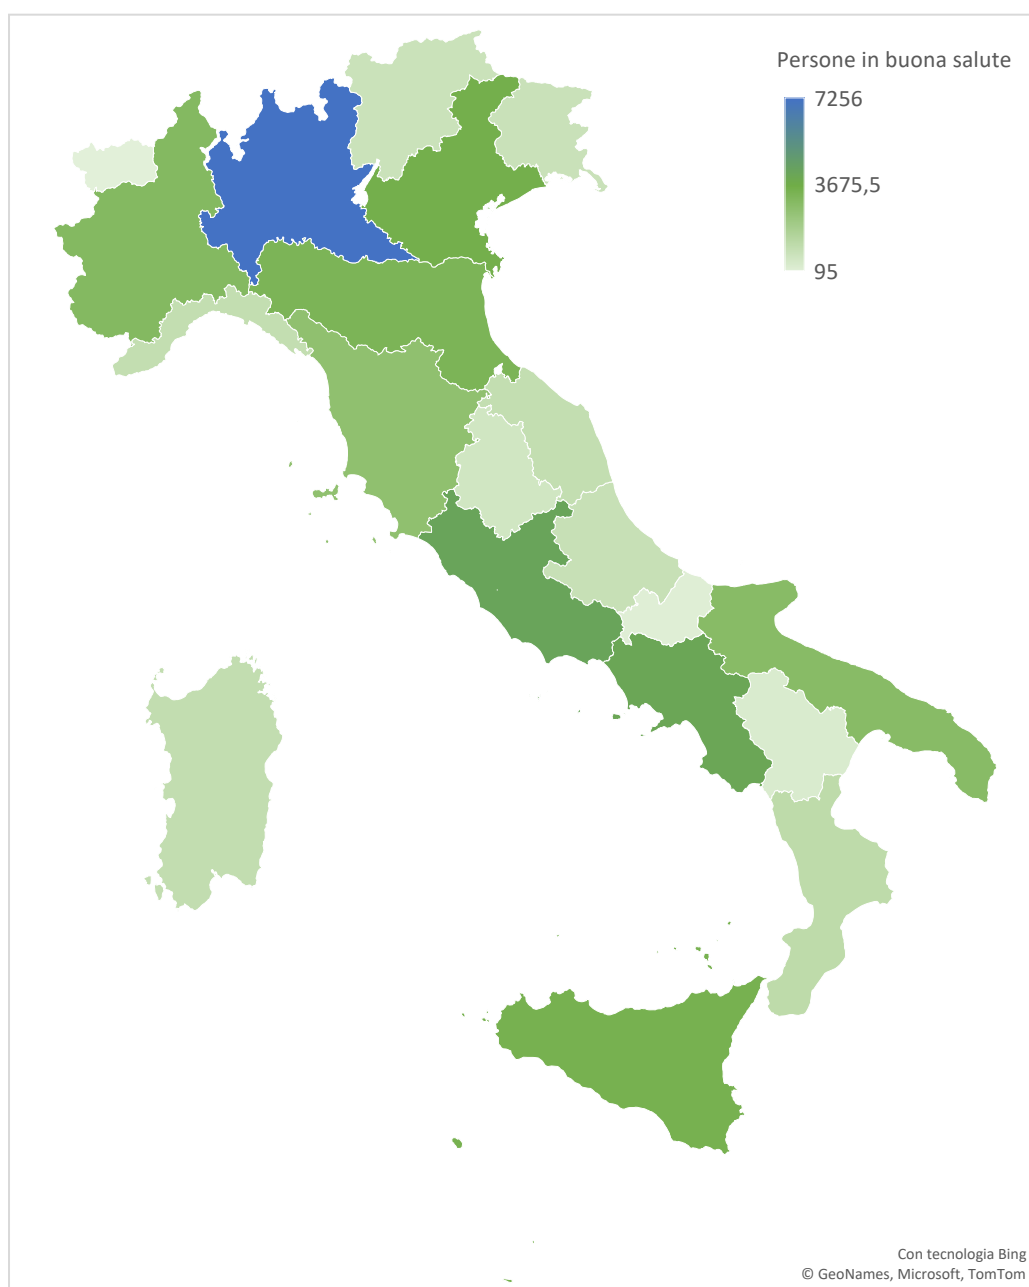 Persone in buona salute
7256
3675,5
95
Con tecnologia Bing
© GeoNames, Microsoft, TomTom